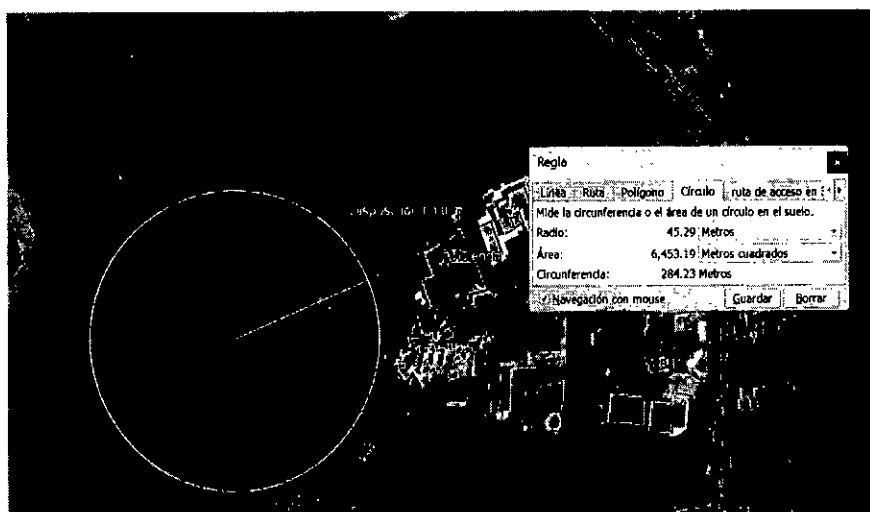 Regla
Línea Ruta Polígono Círculo ruta de acceso en
Mide la circunferencia o el área de un círculo en el suelo.
Radio: 45.29 Metros
Área: 6,453.19 Metros cuadrados
Circunferencia: 284.23 Metros
Navegación con mouse Guardar Borrar